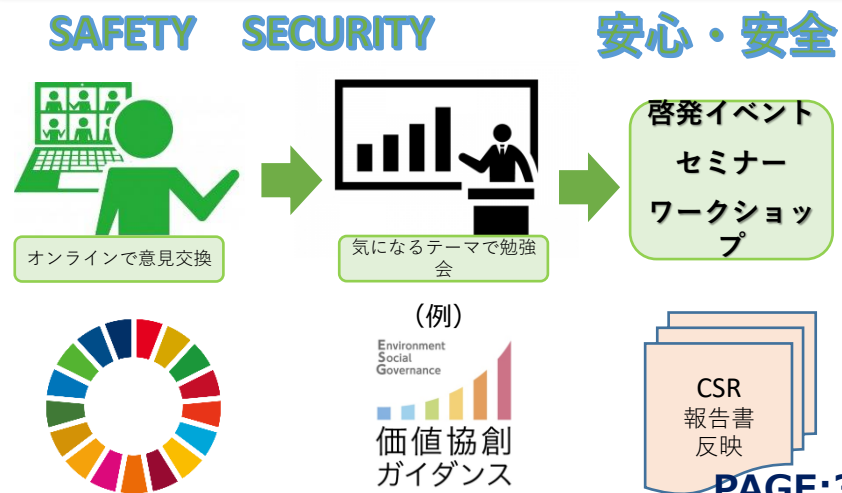 SAFETY SECURITY 安心・安全
オンラインで意見交換
気になるテーマで勉強
会
啓発イベント
セミナー
ワークショッ
プ
(例)
Environment
Social
Governance
価値協創
ガイダンス
CSR
報告書
反映
PAGE: